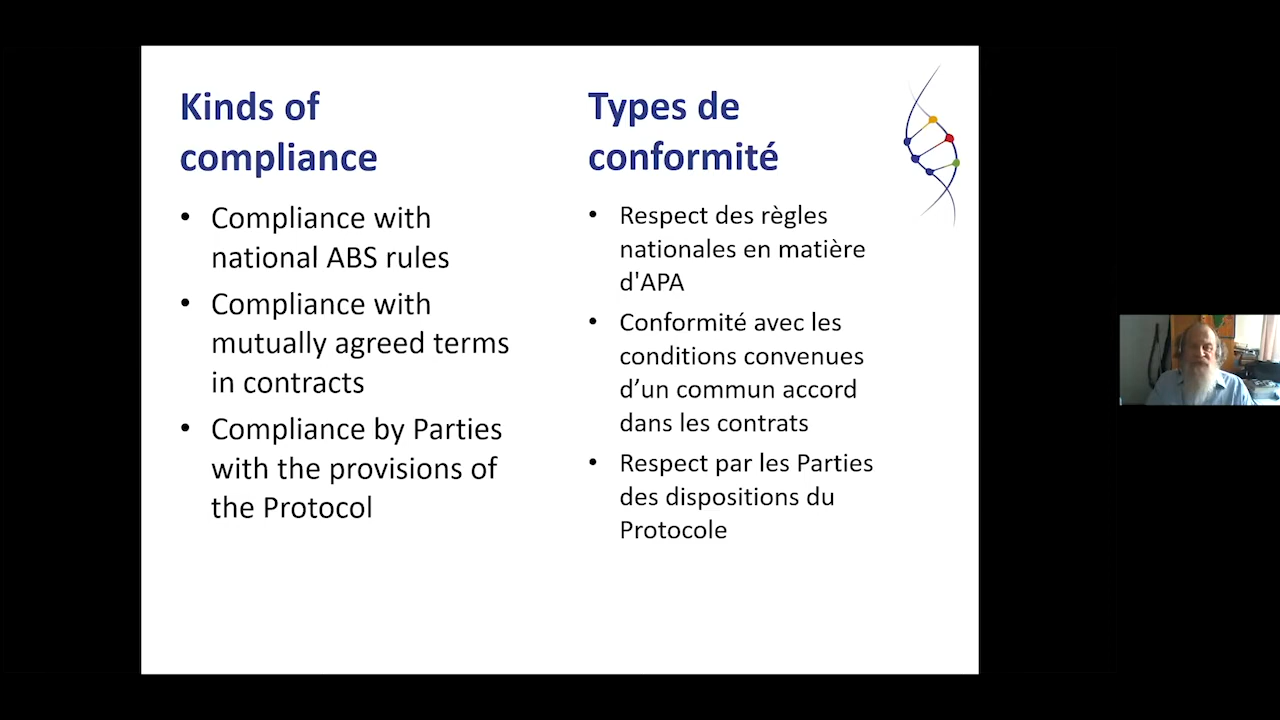 Kinds of
compliance
• Compliance with
national ABS rules
• Compliance with
mutually agreed terms
in contracts
• Compliance by Parties
with the provisions of
the Protocol
Types de
conformité
• Respect des règles
nationales en matière
d'APA
• Conformité avec les
conditions convenues
d’un commun accord
dans les contrats
• Respect par les Parties
des dispositions du
Protocole